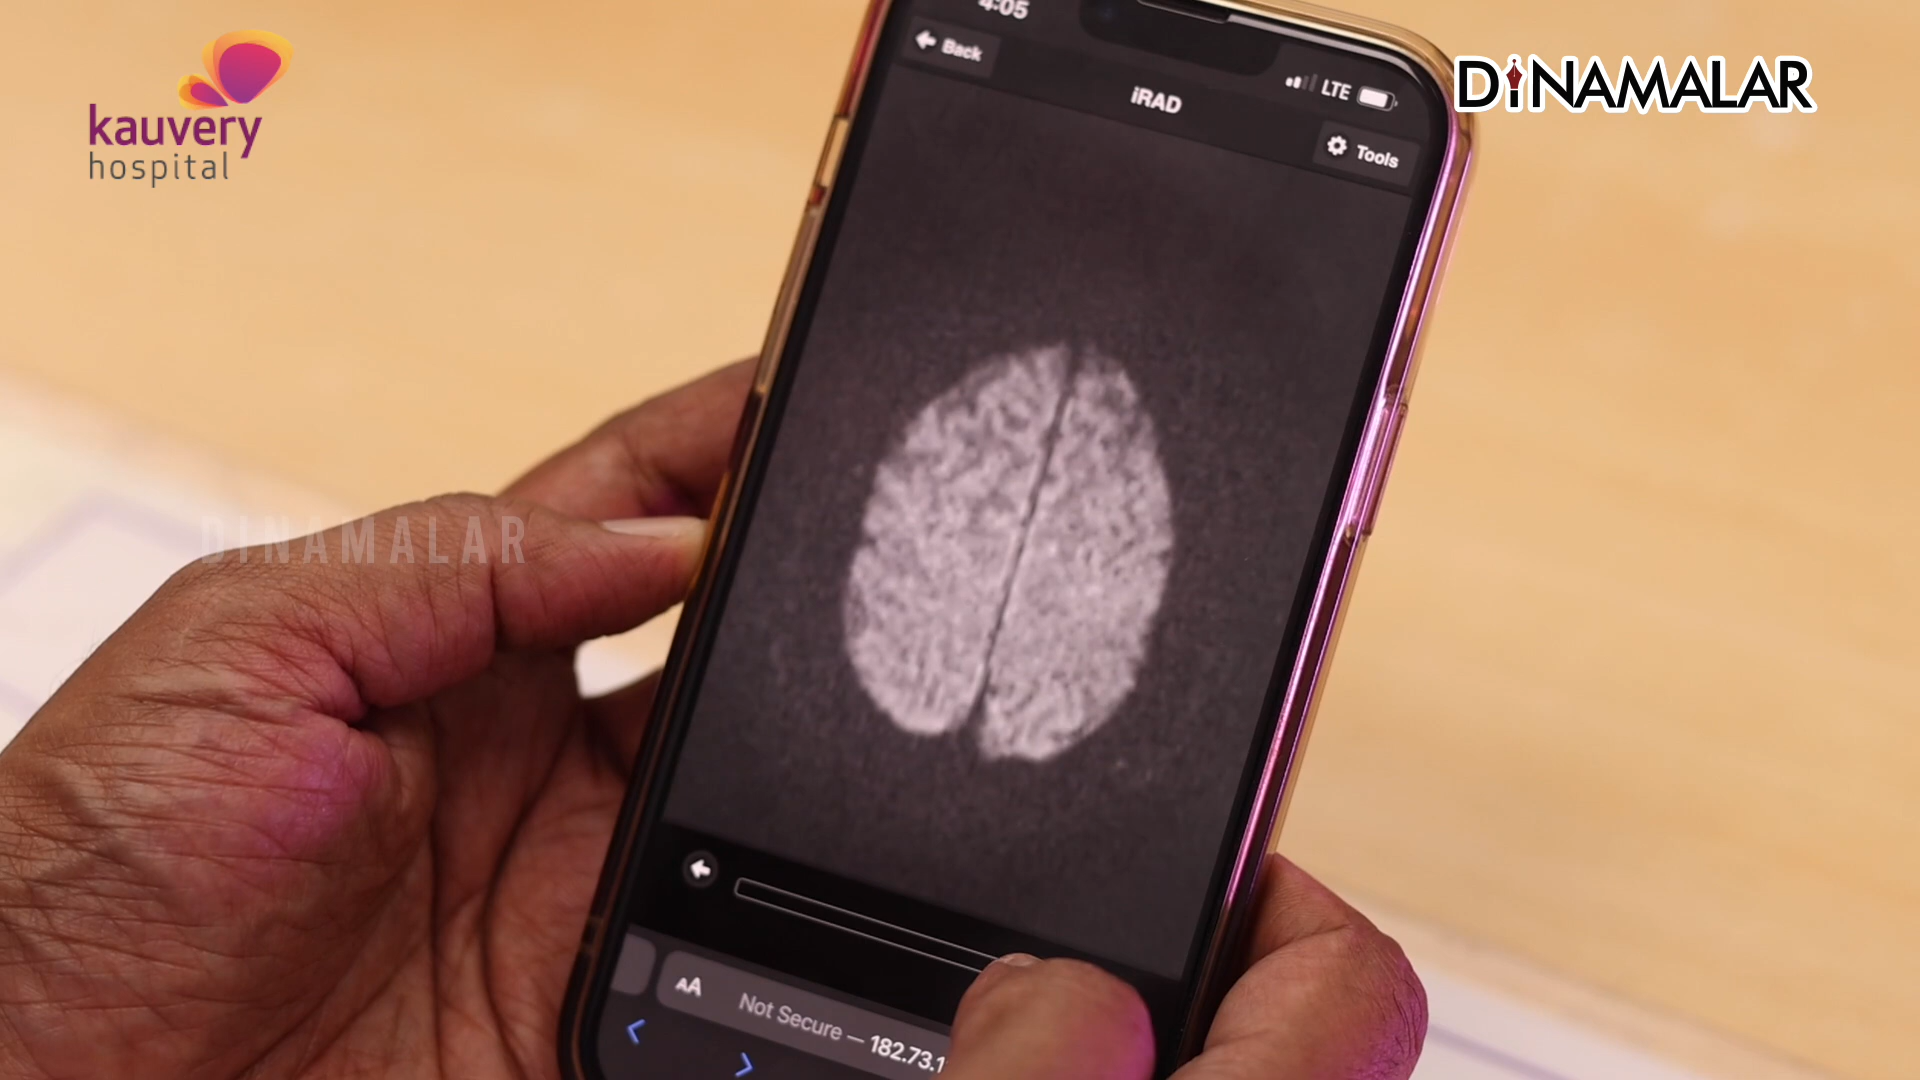 kauvery
hospital
DINAMALAR
4:05
Back
LTE
iRAD
Tools
DINAMALAR
AA
Not Secure — 182.73.1